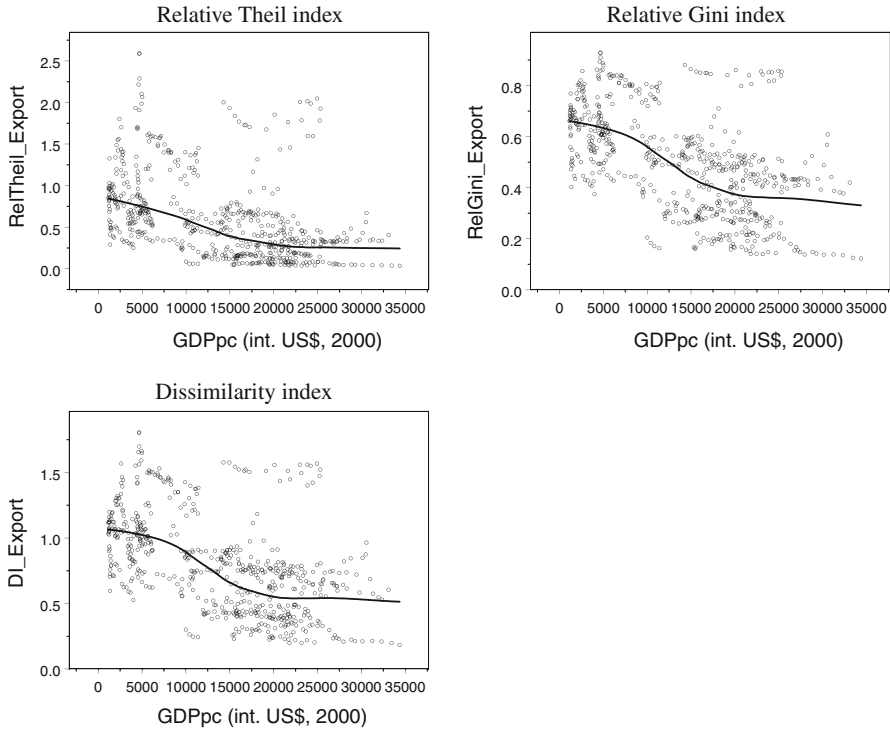 Relative Theil index
RelTheil_Export
2.5
2.0
1.5
1.0
0.5
0.0
0 5000 10000 15000 20000 25000 30000 35000
GDPpc (int. US$, 2000)
Relative Gini index
RelGini_Export
0.8
0.6
0.4
0.2
0.0
0 5000 10000 15000 20000 25000 30000 35000
GDPpc (int. US$, 2000)
Dissimilarity index
DI_Export
1.5
1.0
0.5
0.0
0 5000 10000 15000 20000 25000 30000 35000
GDPpc (int. US$, 2000)